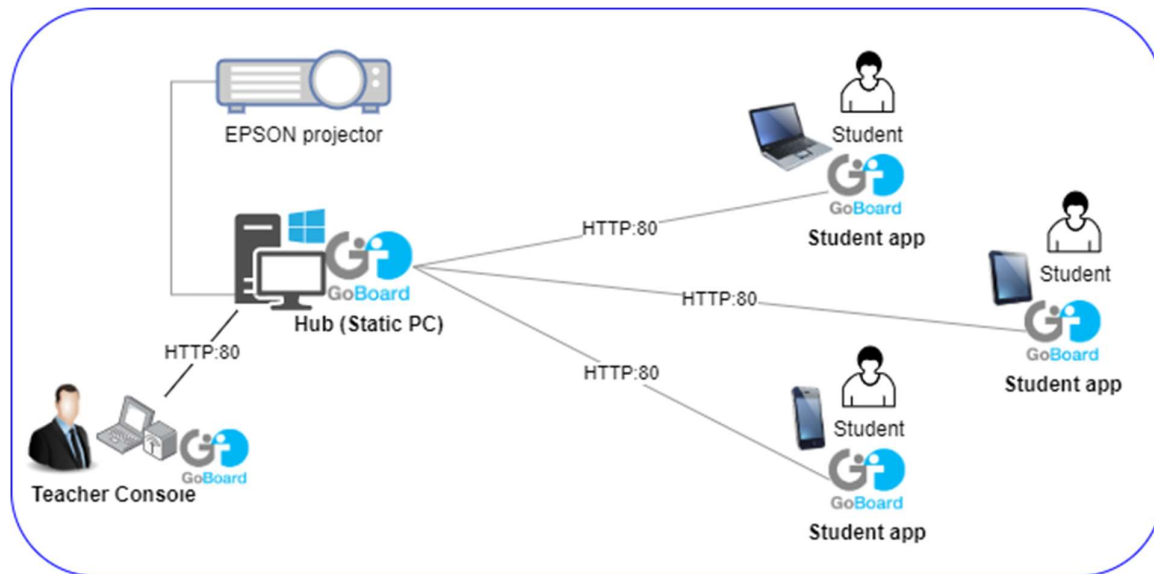 EPSON projector
Student
GoBoard
Student app
HTTP:80
Student
GoBoard
Hub (Static PC)
HTTP:80
GoBoard
Student app
HTTP:80
HTTP:80
Student
GoBoard
Teacher Console
GoBoard
Student app